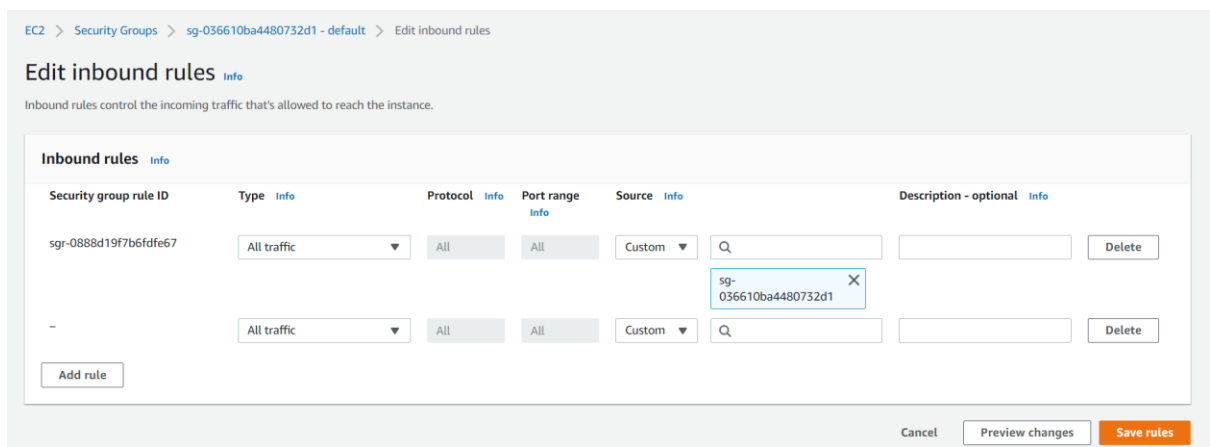 EC2 > Security Groups > sg-036610ba4480732d1 - default > Edit inbound rules
Edit inbound rules Info
Inbound rules control the incoming traffic that's allowed to reach the instance.
Inbound rules Info
Security group rule ID Type Info Protocol Info Port range Info Source Info Description - optional Info
sgr-0888d19f7b6fdfe67 All traffic All All Custom Delete
sg-
036610ba4480732d1
– All traffic All All Custom Delete
Add rule
Cancel Preview changes Save rules